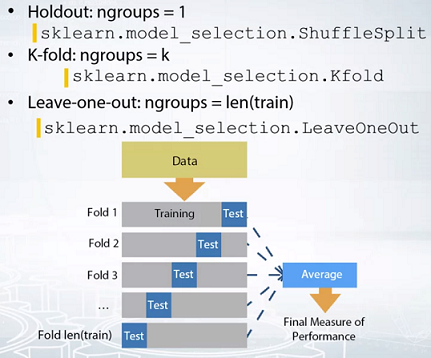 • Holdout: ngroups = 1
sklearn.model_selection.ShuffleSplit
• K-fold: ngroups = k
sklearn.model_selection.Kfold
• Leave-one-out: ngroups = len(train)
sklearn.model_selection.LeaveOneOut
Data
Fold 1 Training Test
Fold 2 Test
Fold 3 Test
... Test
Fold len(train) Test
Average
Final Measure of
Performance